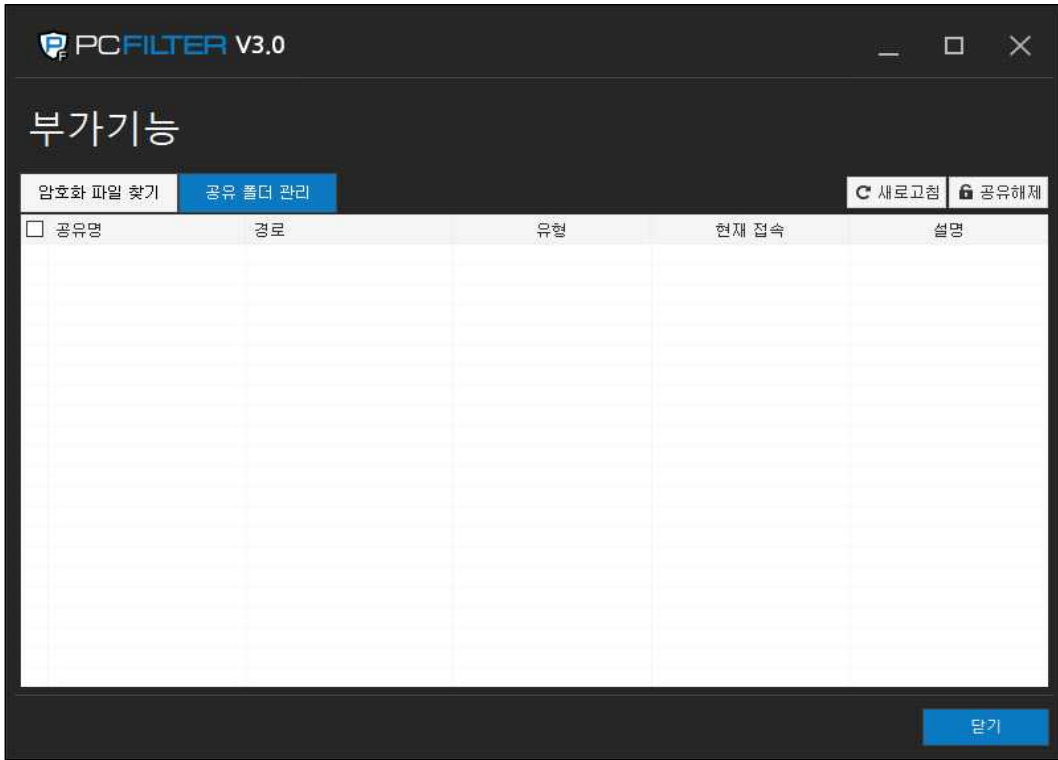 PCFILTER V3.0
부가기능
암호화 파일 찾기 공유 폴더 관리 새로고침 공유해제
공유명 경로 유형 현재 접속 설명
닫기